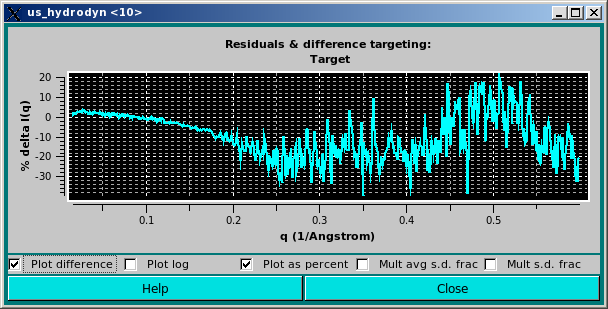 us_hydrodyn <10>
Residuals & difference targeting:
Target
% delta I(q)
20
10
0
-10
-20
-30
0.1 0.2 0.3 0.4 0.5
q (1/Angstrom)
Plot difference Plot log Plot as percent Mult avg s.d. frac Mult s.d. frac
Help Close